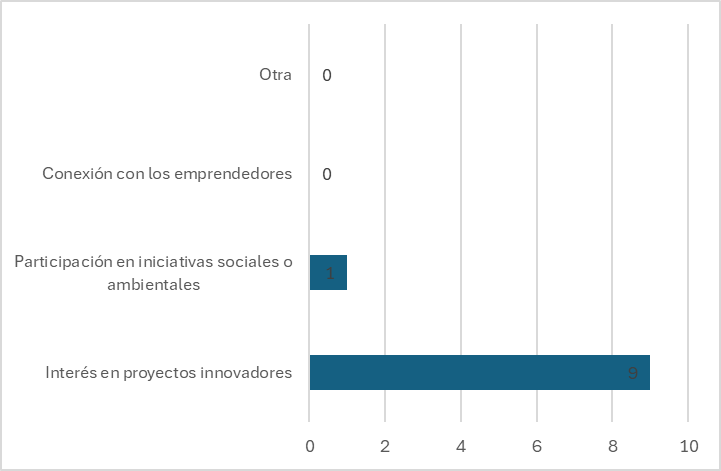 Otra
0
Conexión con los emprendedores
0
Participación en iniciativas sociales o
ambientales
1
Interés en proyectos innovadores
9
0 2 4 6 8 10